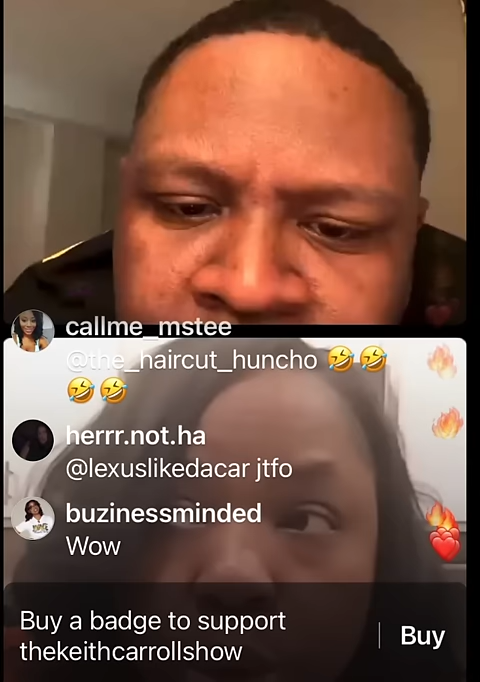 callme_mstee
@the_haircut_huncho 🤣🤣
🤣🤣
herrr.not.ha
@lexuslikedacar jtfo
buzinessminded
Wow
Buy a badge to support
thekeithcarrollshow
Buy